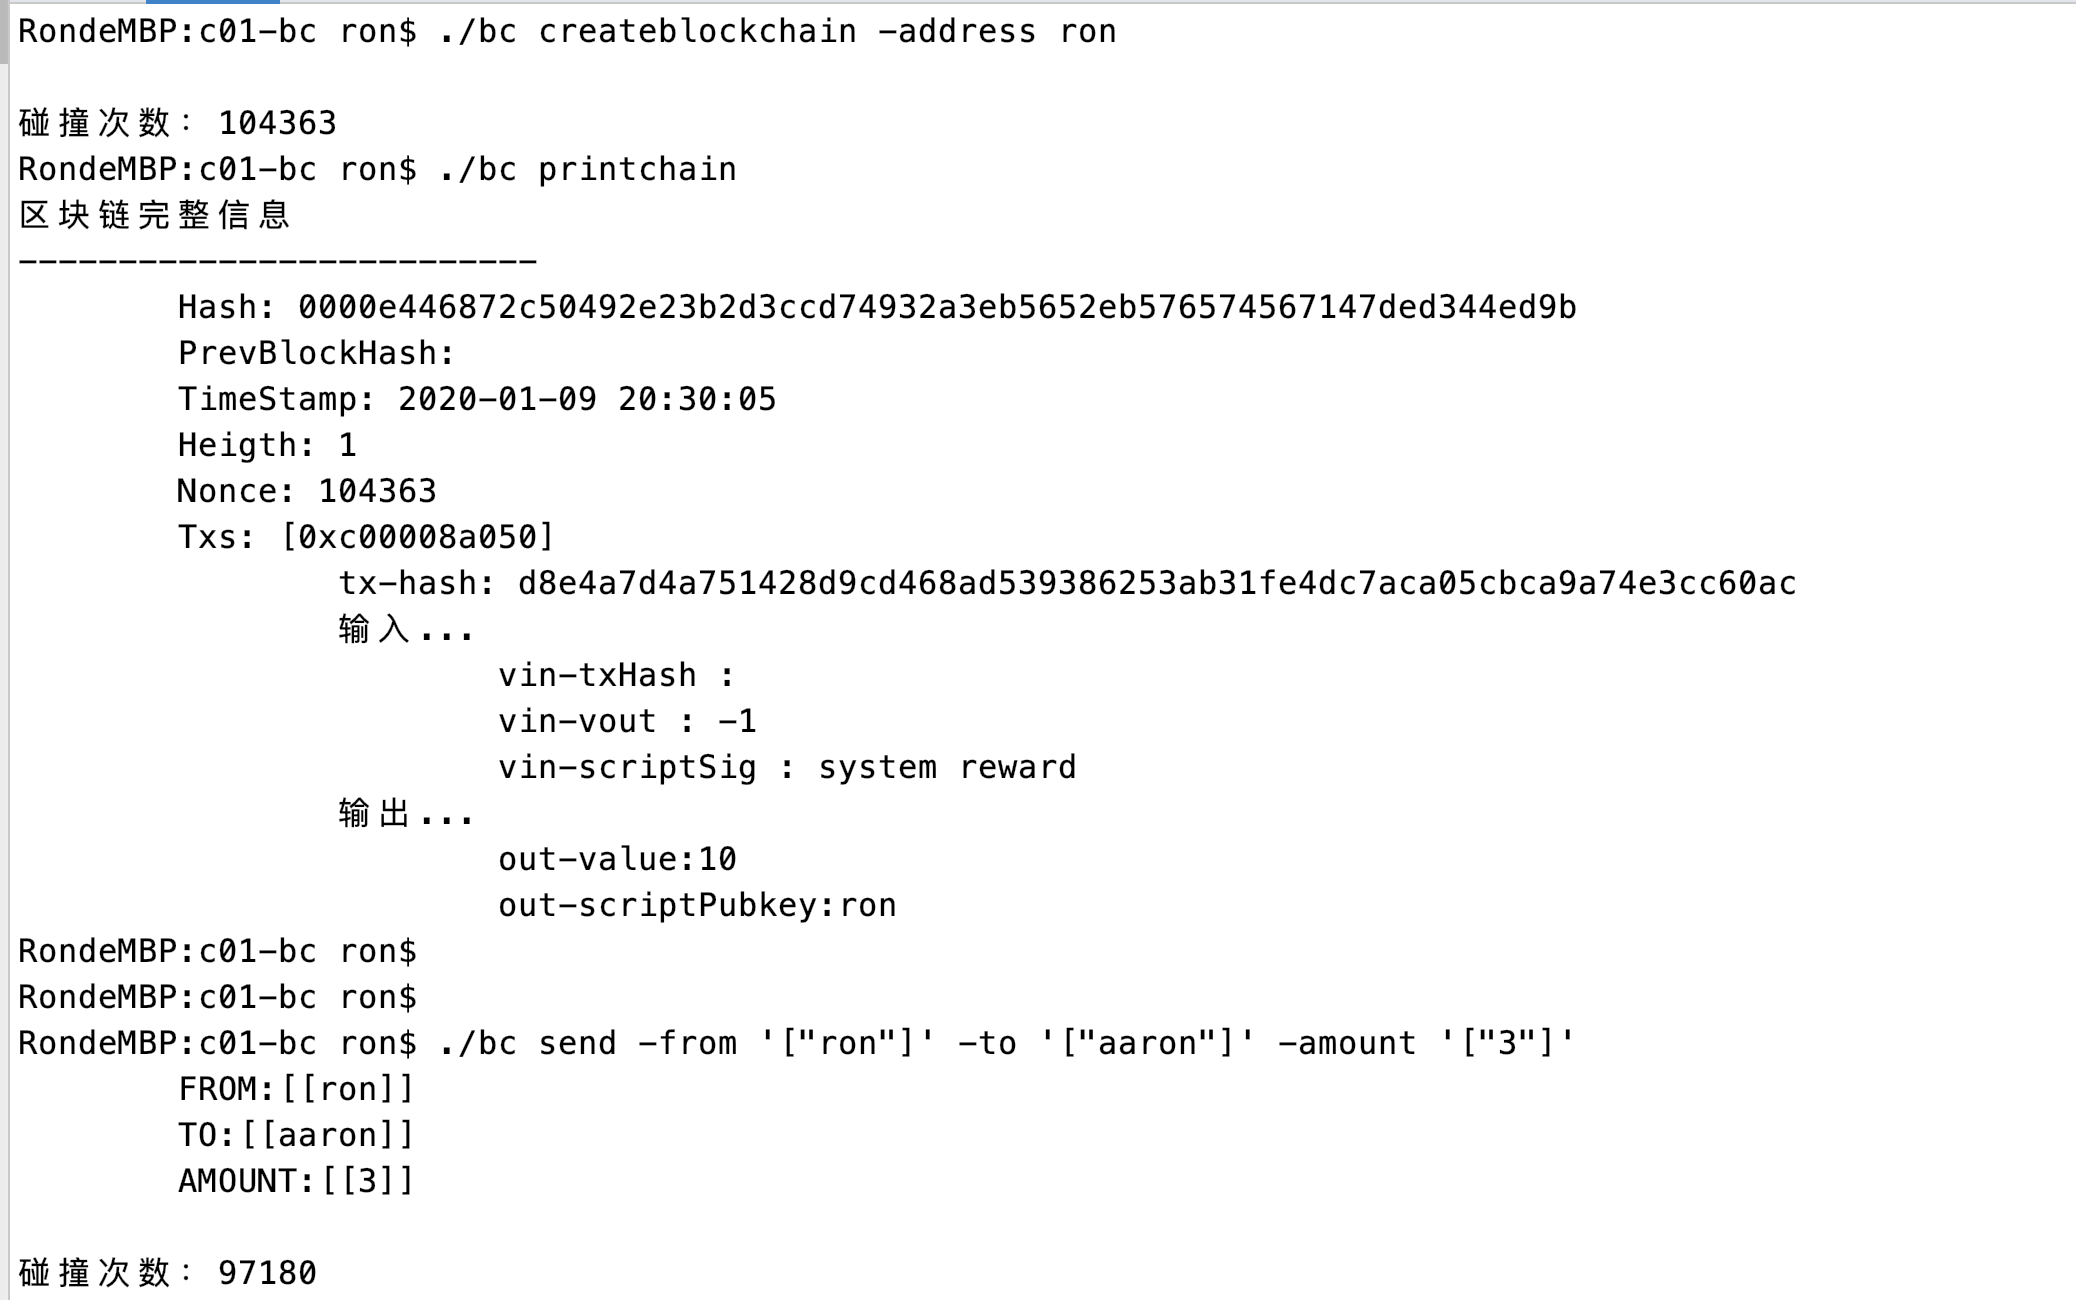 RondeMBP:c01-bc ron$ ./bc createblockchain -address ron
碰撞次数: 104363
RondeMBP:c01-bc ron$ ./bc printchain
区块链完整信息
--------------------------
Hash: 0000e446872c50492e23b2d3ccd74932a3eb5652eb576574567147ded344ed9b
PrevBlockHash:
TimeStamp: 2020-01-09 20:30:05
Heigth: 1
Nonce: 104363
Txs: [0xc00008a050]
tx-hash: d8e4a7d4a751428d9cd468ad539386253ab31fe4dc7aca05cbca9a74e3cc60ac
输入...
vin-txHash :
vin-vout : -1
vin-scriptSig : system reward
输出...
out-value:10
out-scriptPubkey:ron
RondeMBP:c01-bc ron$
RondeMBP:c01-bc ron$
RondeMBP:c01-bc ron$ ./bc send -from '["ron"]' -to '["aaron"]' -amount '["3"]'
FROM:[[ron]]
TO:[[aaron]]
AMOUNT:[[3]]
碰撞次数: 97180